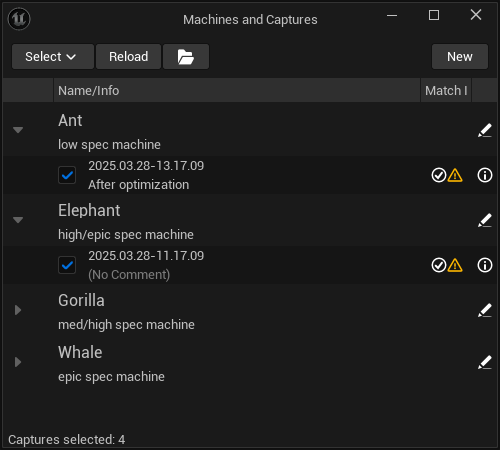 Machines and Captures
Select Reload New
Name/Info Match I
Ant
low spec machine
2025.03.28-13.17.09
After optimization
Elephant
high/epic spec machine
2025.03.28-11.17.09
(No Comment)
Gorilla
med/high spec machine
Whale
epic spec machine
Captures selected: 4